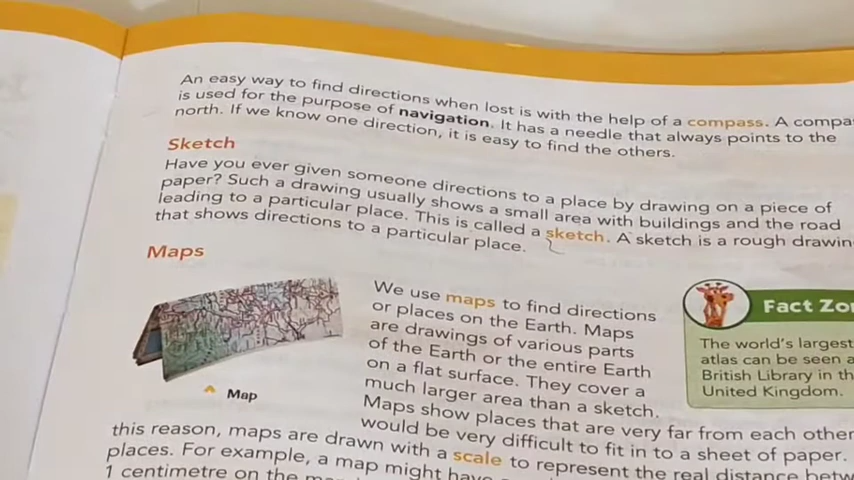 An easy way to find directions when lost is with the help of a compass. A
is used for the purpose of navigation. It has a needle that always points to the
north. If we know one direction, it is easy to find the others.
Sketch
Have you ever given someone directions to a place by drawing on a piece of
paper? Such a drawing usually shows a small area with buildings and the road
leading to a particular place. This is called a sketch. A sketch is a rough
that shows directions to a particular place.
Maps
We use maps to find directions
or places on the Earth. Maps
are drawings of various parts
of the Earth or the entire Earth
on a flat surface. They cover a
much larger area than a sketch.
Maps show places that are very far from each other
would be very difficult to fit in to a sheet of paper.
Map
Fact
The world's largest
atlas can be seen
British Library in
United Kingdom.
this reason, maps are drawn with a scale to represent the real distance
places. For example, a map might have
1 centimetre on the